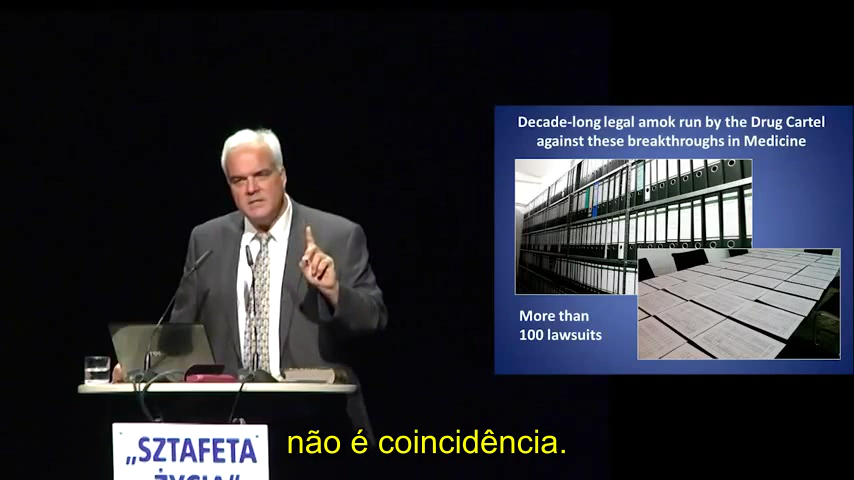 Decade-long legal amok run by the Drug Cartel
against these breakthroughs in Medicine
More than
100 lawsuits
„SZTAFETA
ŻYCIA"
não é coincidência.